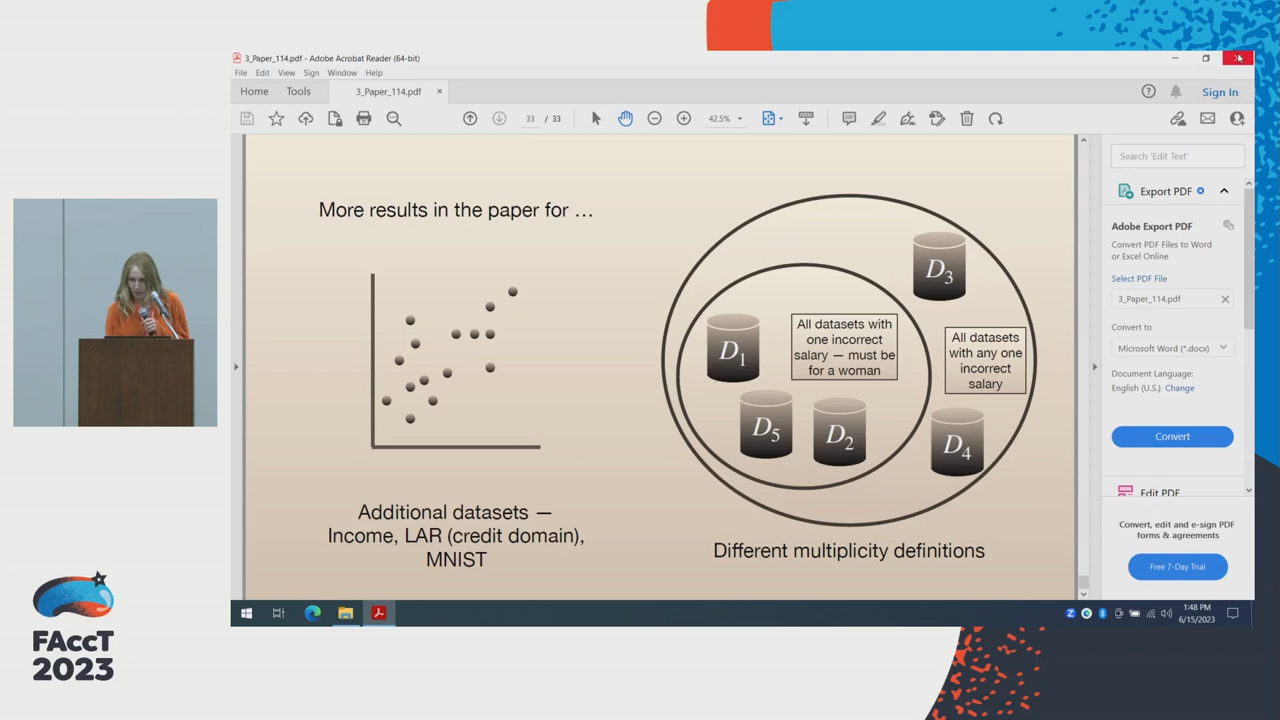 3_Paper_114.pdf - Adobe Acrobat Reader (64-bit)
File Edit View Sign Window Help
Home Tools 3_Paper_114.pdf × Sign In
33 / 33 42.5%
Search 'Edit Text'
Export PDF
Adobe Export PDF
Convert PDF Files to Word
or Excel Online
Select PDF File
3_Paper_114.pdf
Convert to
Microsoft Word (*.docx)
Document Language:
English (U.S.) Change
Convert
Edit PDF
Convert, edit and e-sign PDF
forms & agreements
Free 7-Day Trial
More results in the paper for …
Additional datasets —
Income, LAR (credit domain),
MNIST
D3
D1
All datasets with
one incorrect
salary — must be
for a woman
All datasets
with any one
incorrect
salary
D5
D2
D4
Different multiplicity definitions
1:48 PM
6/15/2023
FAccT
2023